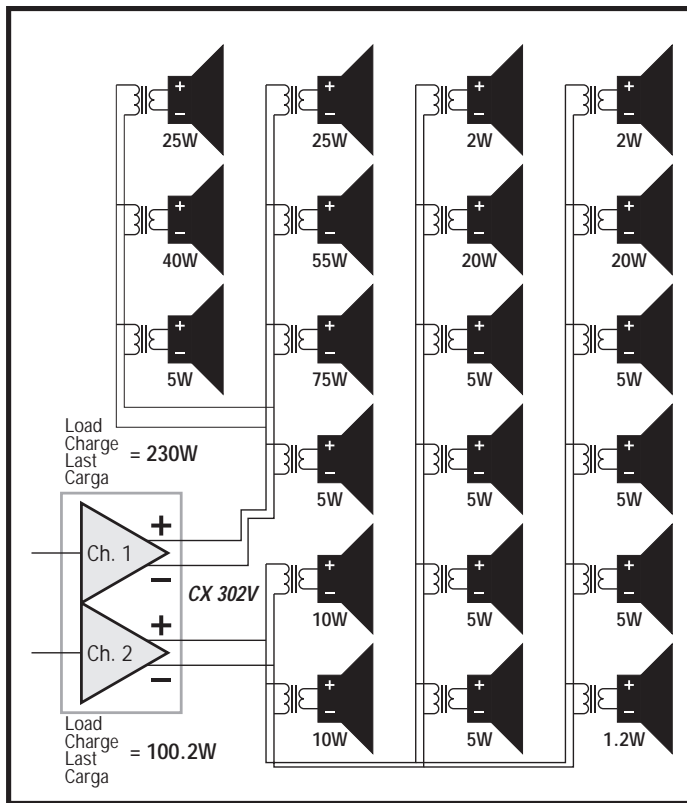 25W 25W 2W 2W
40W 55W 20W 20W
5W 75W 5W 5W
Load
Charge
Last
Carga
= 230W
5W 5W 5W
Ch. 1
+
−
CX 302V
Ch. 2
+
−
10W 5W 5W
Load
Charge
Last
Carga
= 100.2W
10W 5W 1.2W